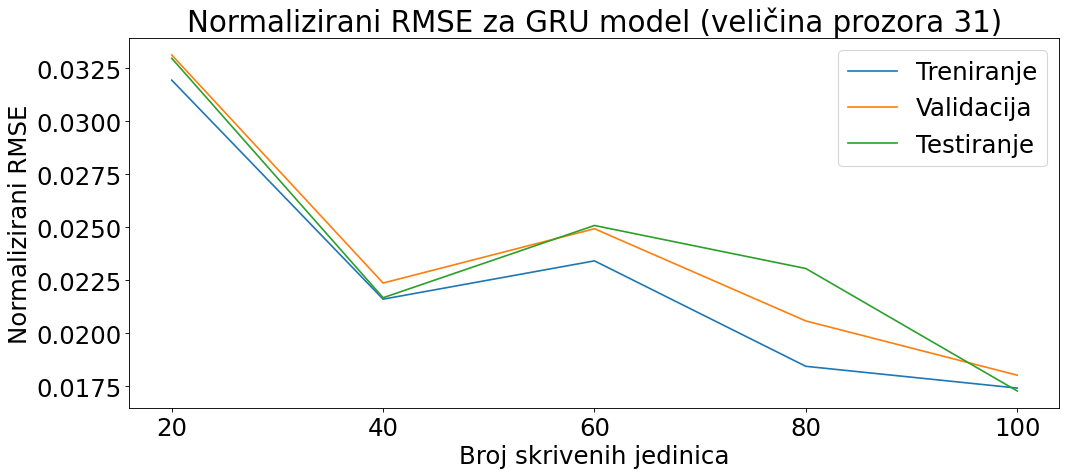 Normalizirani RMSE za GRU model (veličina prozora 31)
Normalizirani RMSE
0.0325
0.0300
0.0275
0.0250
0.0225
0.0200
0.0175
Treniranje
Validacija
Testiranje
20 40 60 80 100
Broj skrivenih jedinica